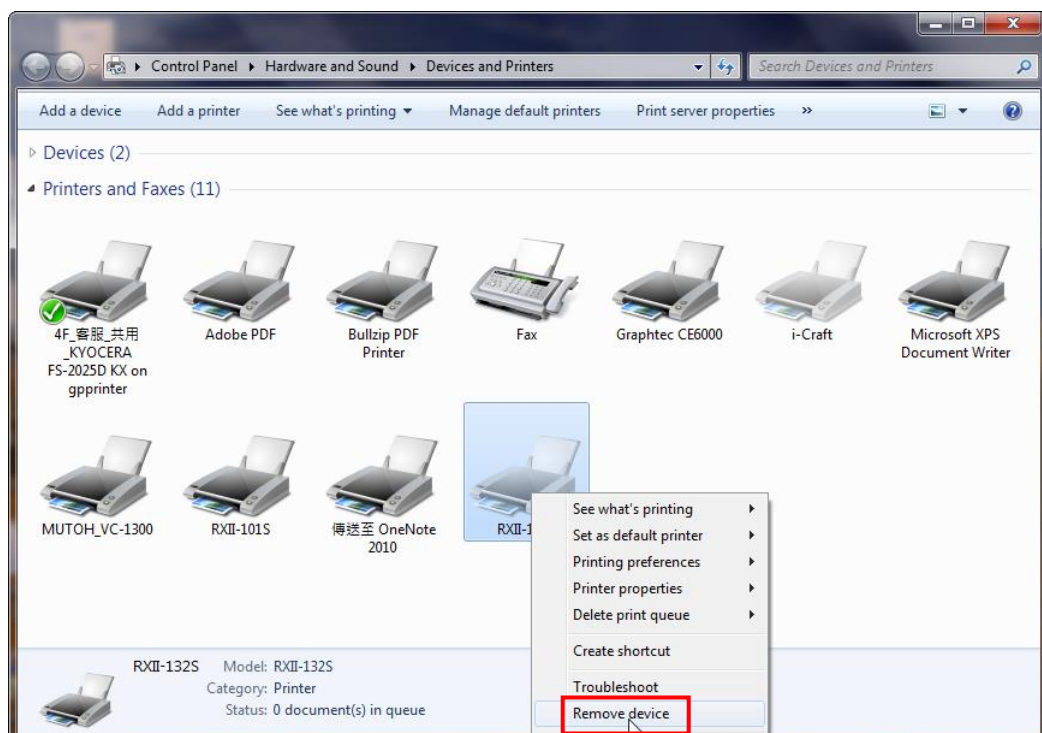 Control Panel Hardware and Sound Devices and Printers
Search Devices and Printers
Add a device Add a printer See what's printing Manage default printers Print server properties »
Devices (2)
Printers and Faxes (11)
4F_客服_共用
_KYOCERA
FS-2025D KX on
gpprinter
Adobe PDF
Bullzip PDF
Printer
Fax
Graphtec CE6000
i-Craft
Microsoft XPS
Document Writer
MUTOH_VC-1300
RXII-101S
傳送至 OneNote
2010
RXII-1
See what's printing
Set as default printer
Printing preferences
Printer properties
Delete print queue
Create shortcut
Troubleshoot
Remove device
RXII-132S Model: RXII-132S
Category: Printer
Status: 0 document(s) in queue